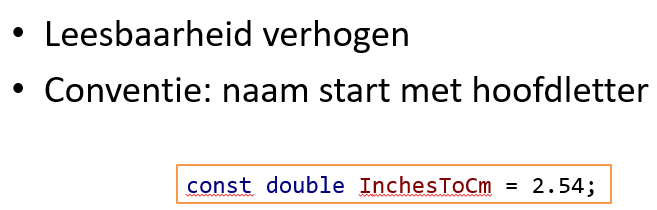 • Leesbaarheid verhogen
• Conventie: naam start met hoofdletter
const double InchesToCm = 2.54;